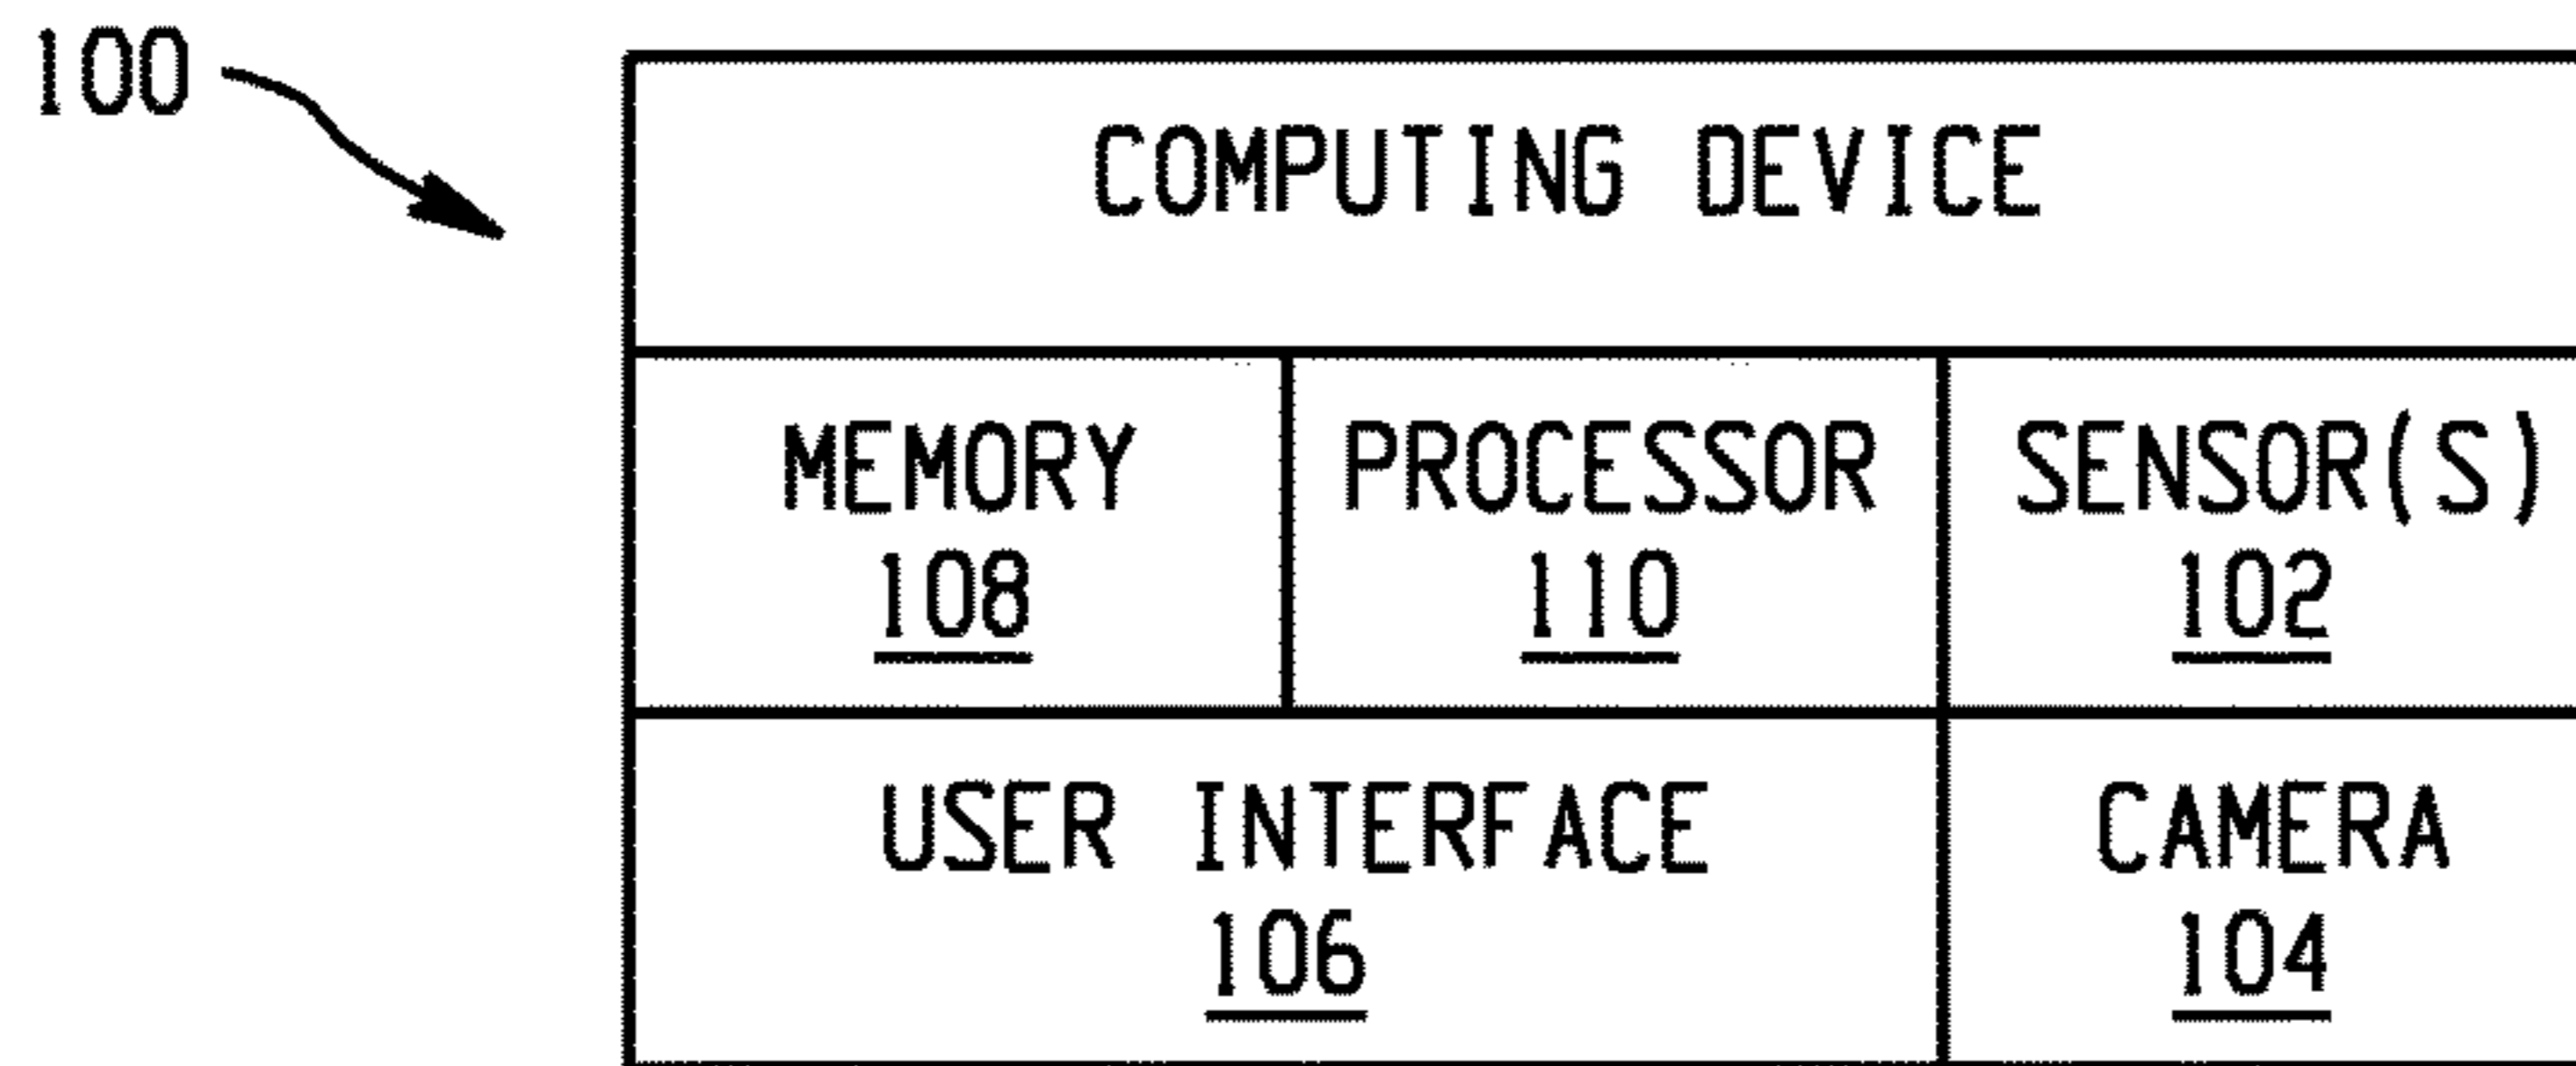 100
COMPUTING DEVICE
MEMORY
108
PROCESSOR
110
SENSOR(S)
102
USER INTERFACE
106
CAMERA
104